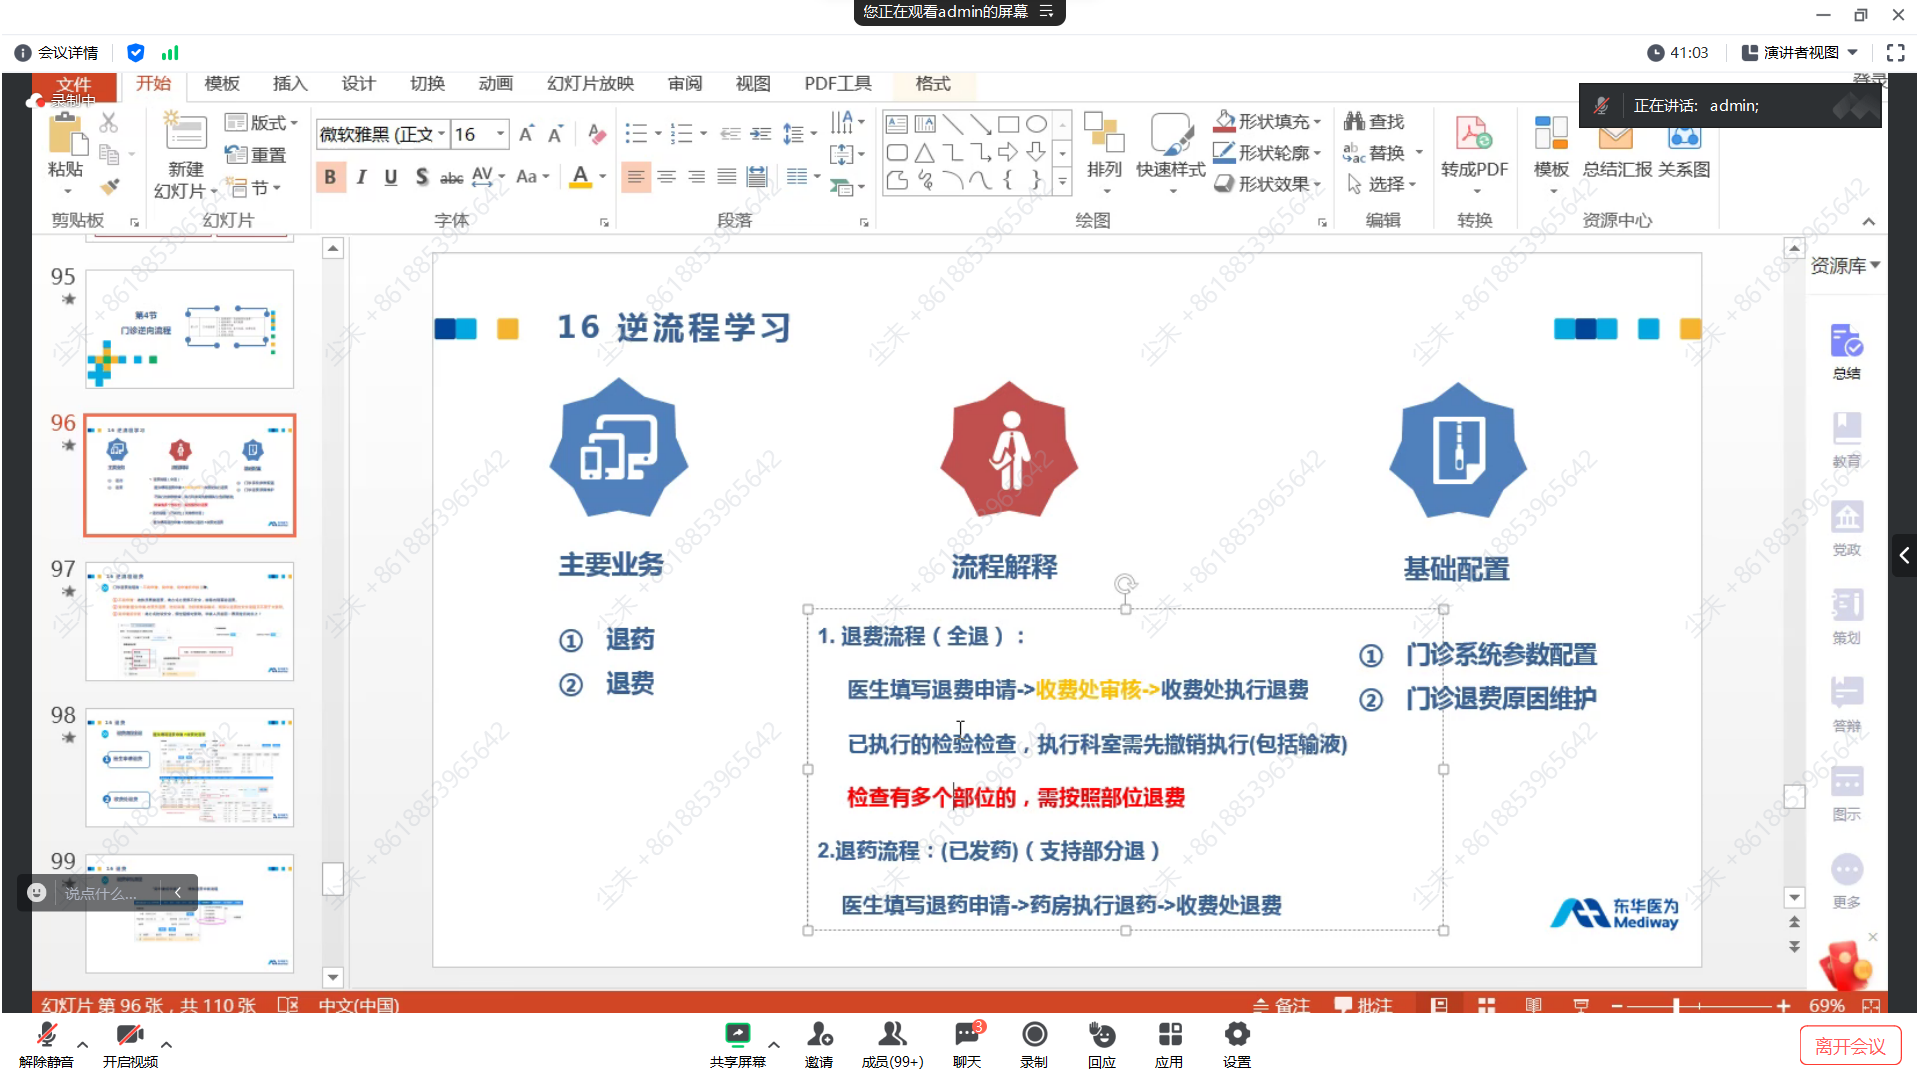 您正在观看admin的屏幕
会议详情
41:03
演讲者视图
登录
正在讲话: admin;
文件
开始
模板
插入
设计
切换
动画
幻灯片放映
审阅
视图
PDF工具
格式
录制中
粘贴
新建
幻灯片
版式
重置
节
微软雅黑 (正文
16
B I U S abc AV Aa A
排列
快速样式
形状填充
形状轮廓
形状效果
查找
替换
选择
转成PDF
模板
总结汇报
关系图
剪贴板
幻灯片
字体
段落
绘图
编辑
转换
资源中心
95
第4节
门诊逆向流程
96
97
98
99
16 逆流程学习
主要业务
① 退药
② 退费
流程解释
1. 退费流程（全退）：
医生填写退费申请->收费处审核->收费处执行退费
已执行的检验检查，执行科室需先撤销执行(包括输液)
检查有多个部位的，需按照部位退费
2.退药流程：(已发药)（支持部分退）
医生填写退药申请->药房执行退药->收费处退费
基础配置
① 门诊系统参数配置
② 门诊退费原因维护
东华医为
Mediway
资源库
总结
教育
党政
策划
答辩
图示
更多
尘未 +8618853965642
说点什么...
幻灯片 第 96 张，共 110 张
中文(中国)
备注
批注
69%
解除静音
开启视频
共享屏幕
邀请
成员(99+)
聊天
3
录制
回应
应用
设置
离开会议